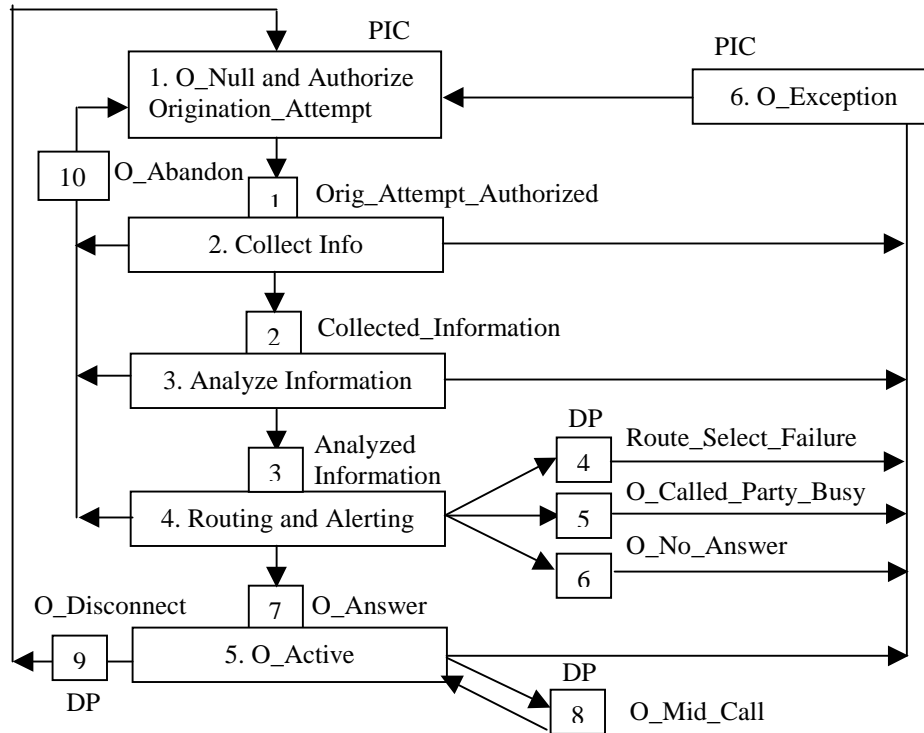 PIC
PIC
1. O_Null and Authorize
Origination_Attempt
6. O_Exception
10
O_Abandon
1
Orig_Attempt_Authorized
2. Collect Info
2
Collected_Information
3. Analyze Information
DP
3
Analyzed
Information
4
Route_Select_Failure
4. Routing and Alerting
5
O_Called_Party_Busy
6
O_No_Answer
O_Disconnect
7
O_Answer
9
5. O_Active
DP
DP
8
O_Mid_Call